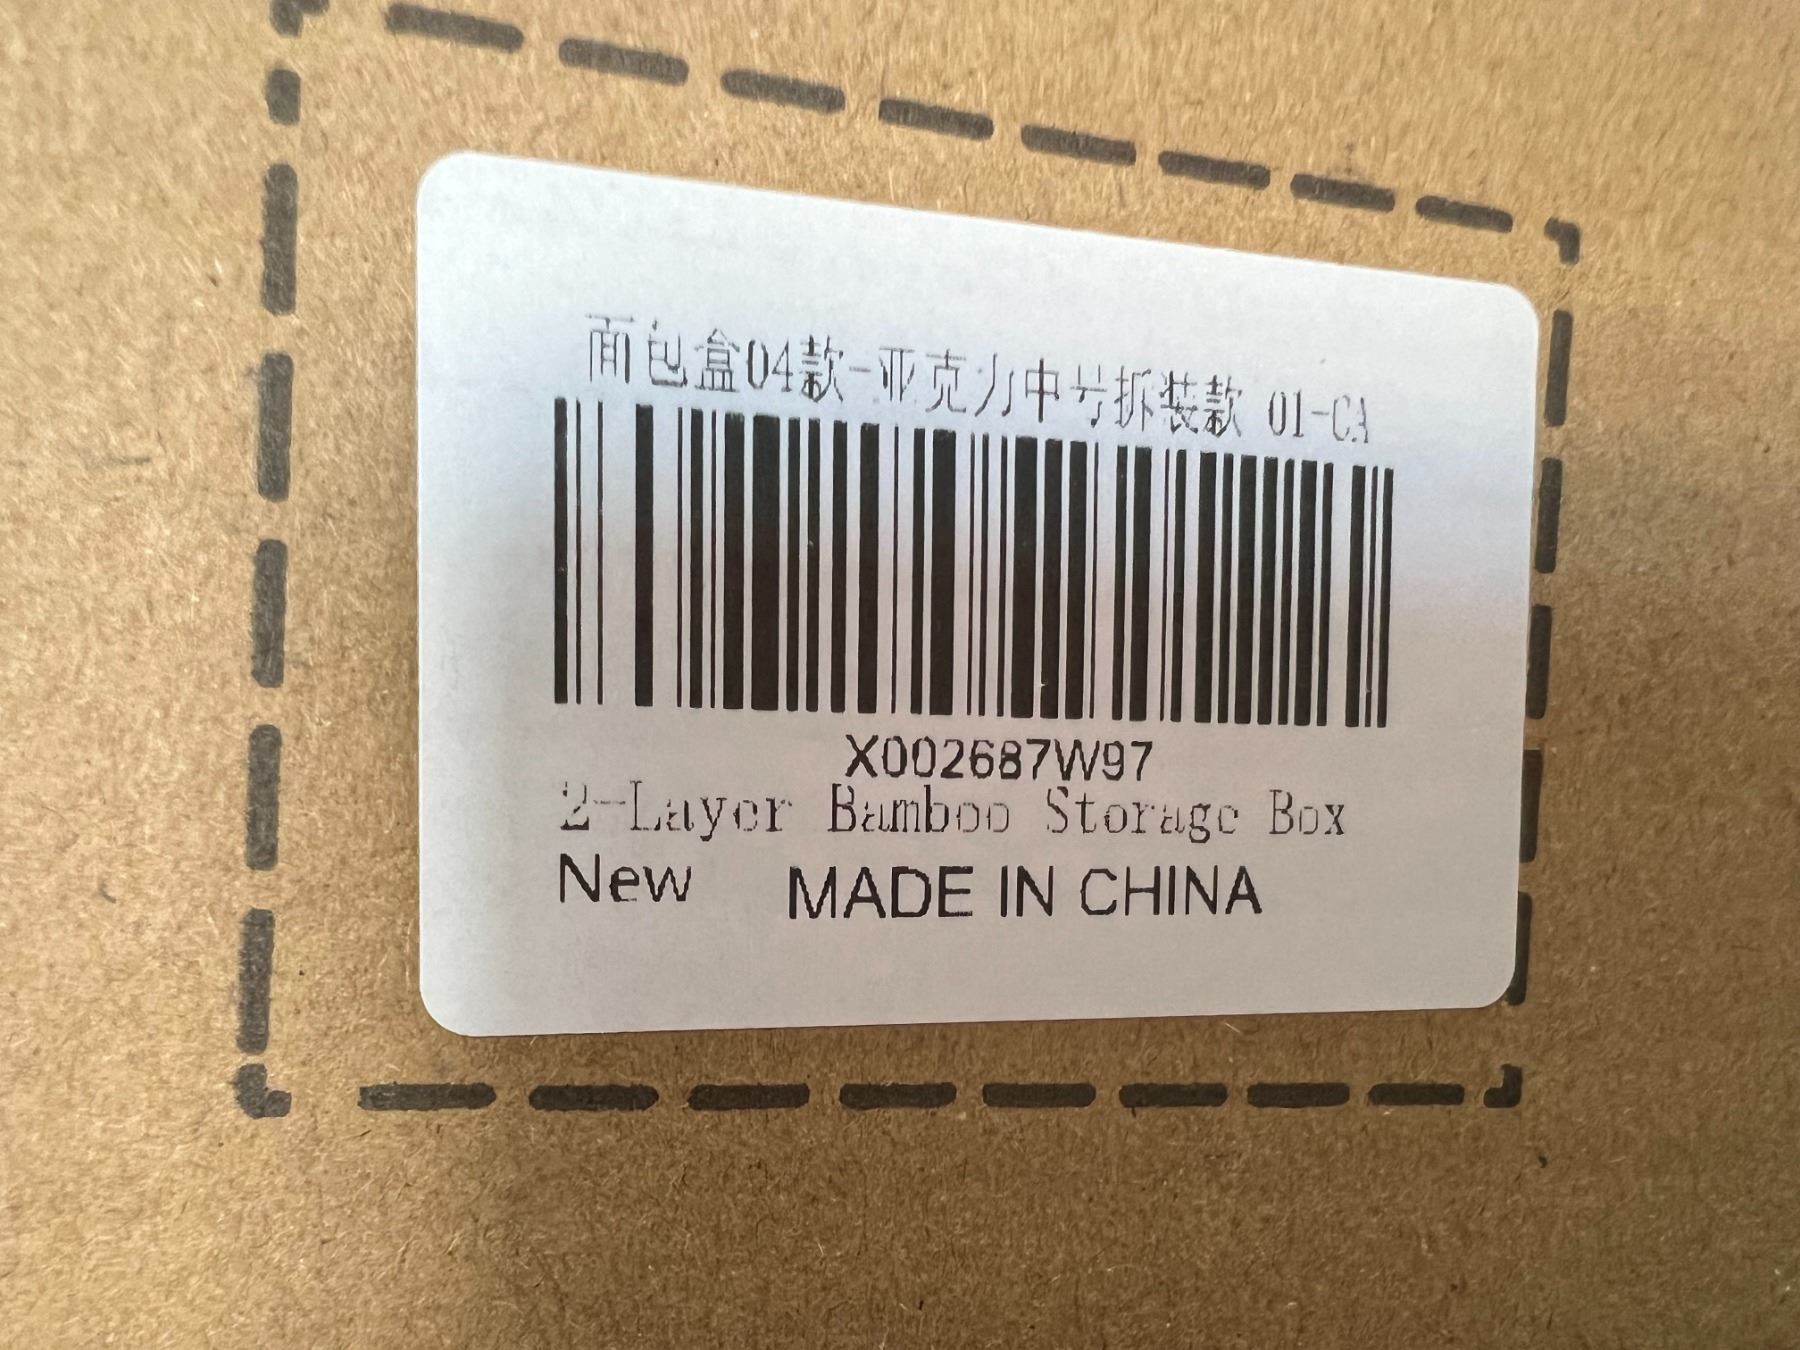 面包盒04款-亚克力中号拆装款 01-CA
X002687W97
2-Layer Bamboo Storage Box
New MADE IN CHINA